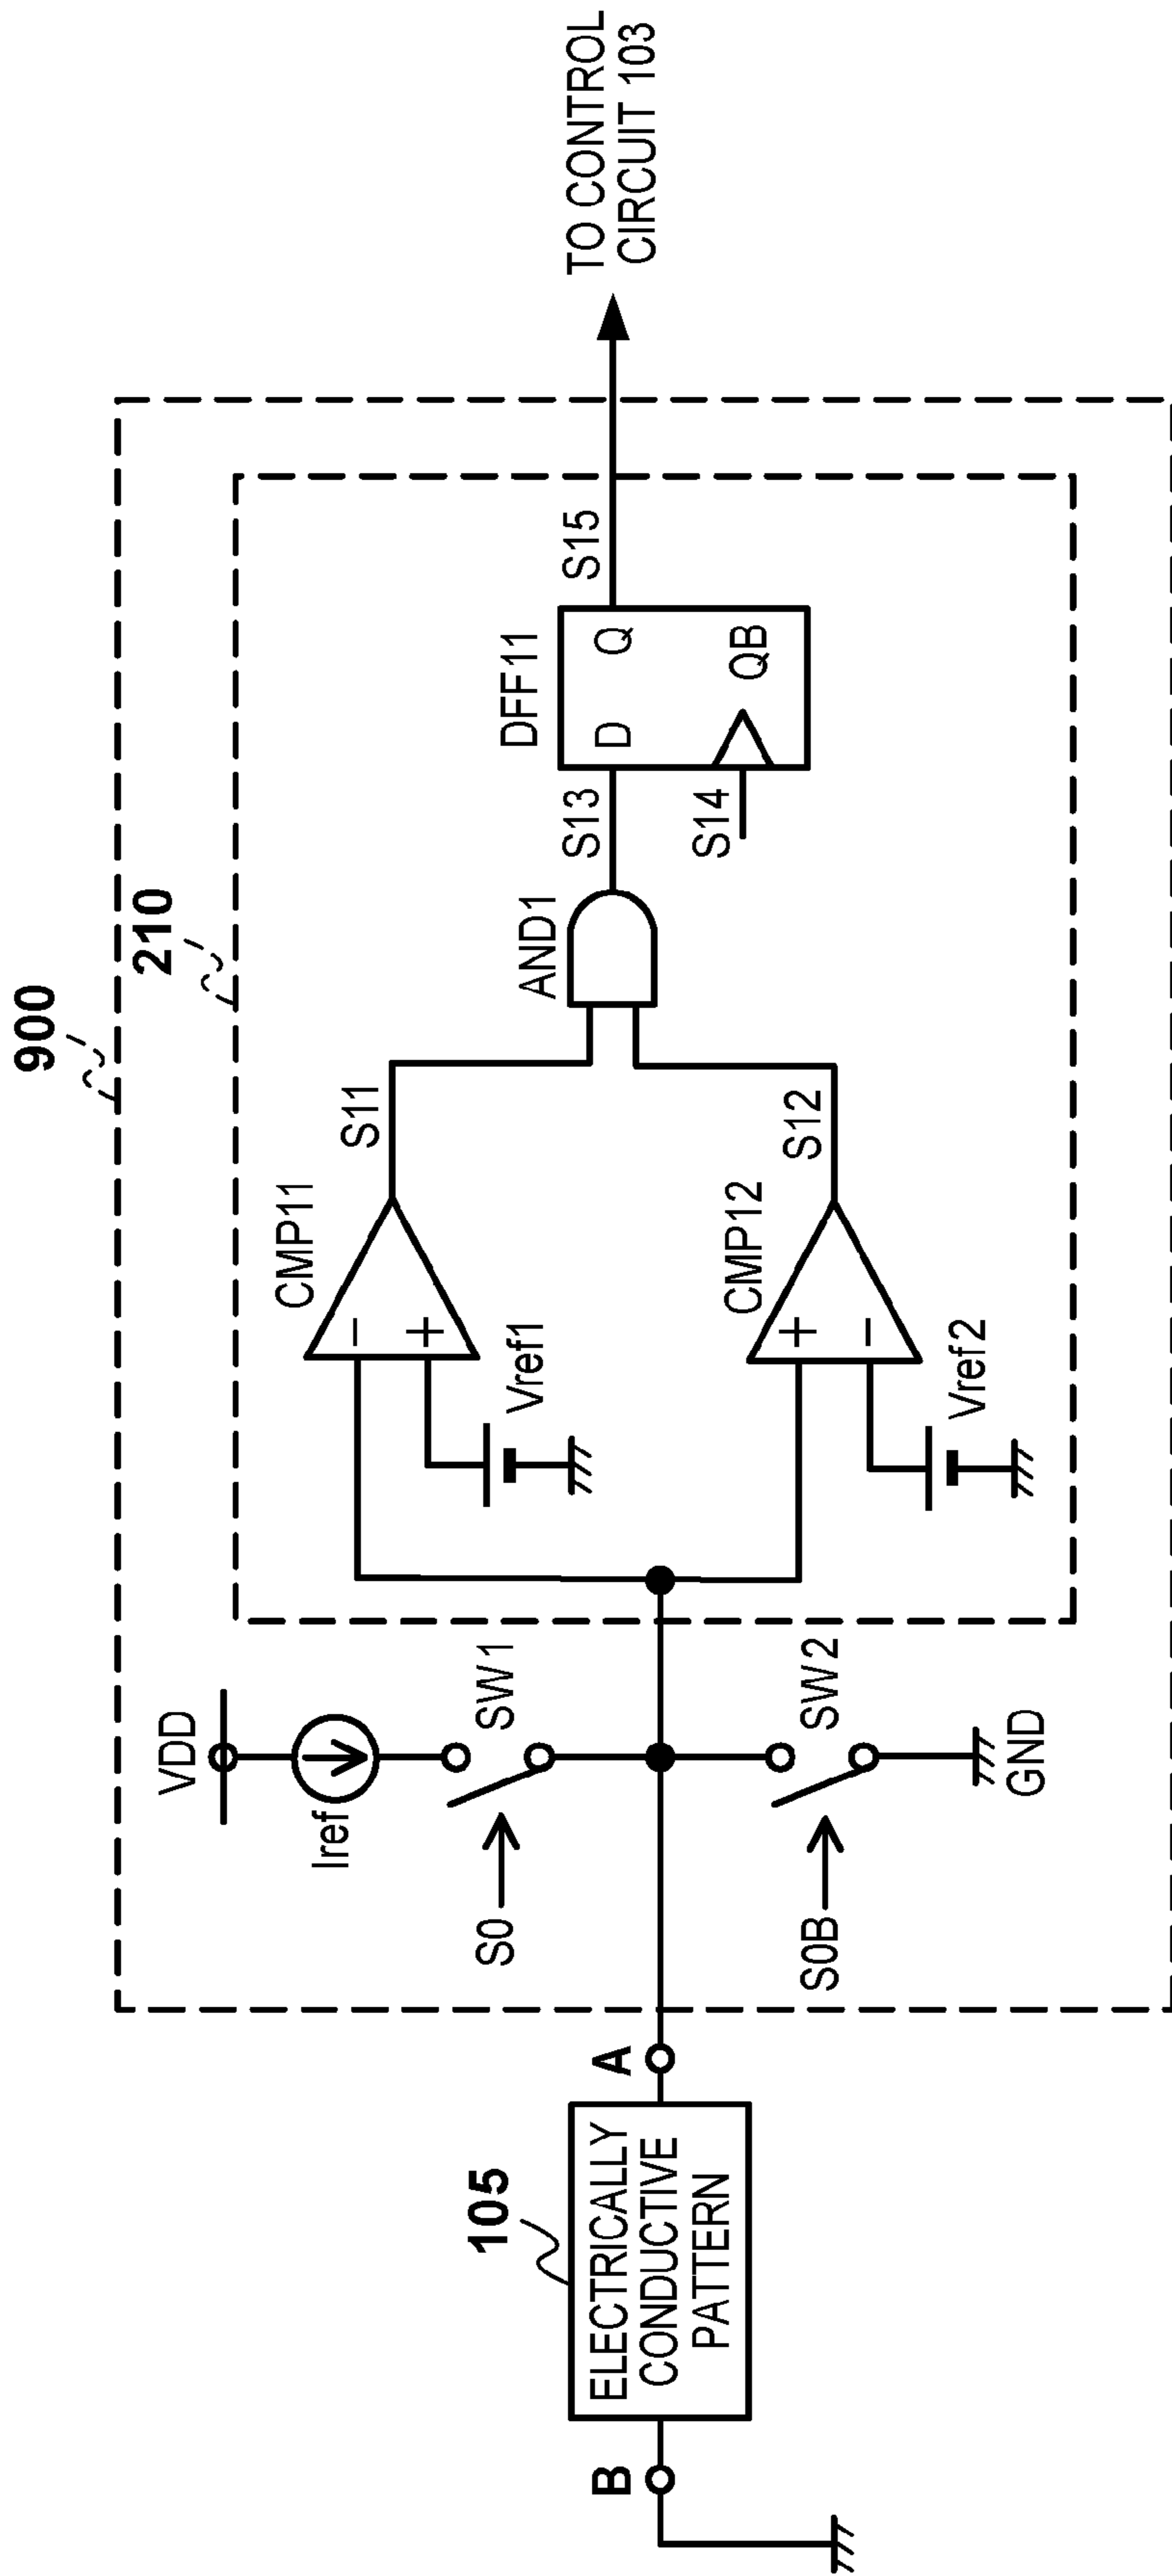 900
210
VDD
Iref
S0
SW1
S0B
SW2
GND
CMP11
−
+
Vref1
S11
CMP12
+
−
Vref2
S12
AND1
S13
S14
DFF11
D
Q
QB
S15
TO CONTROL
CIRCUIT 103
B
105
ELECTRICALLY
CONDUCTIVE
PATTERN
A